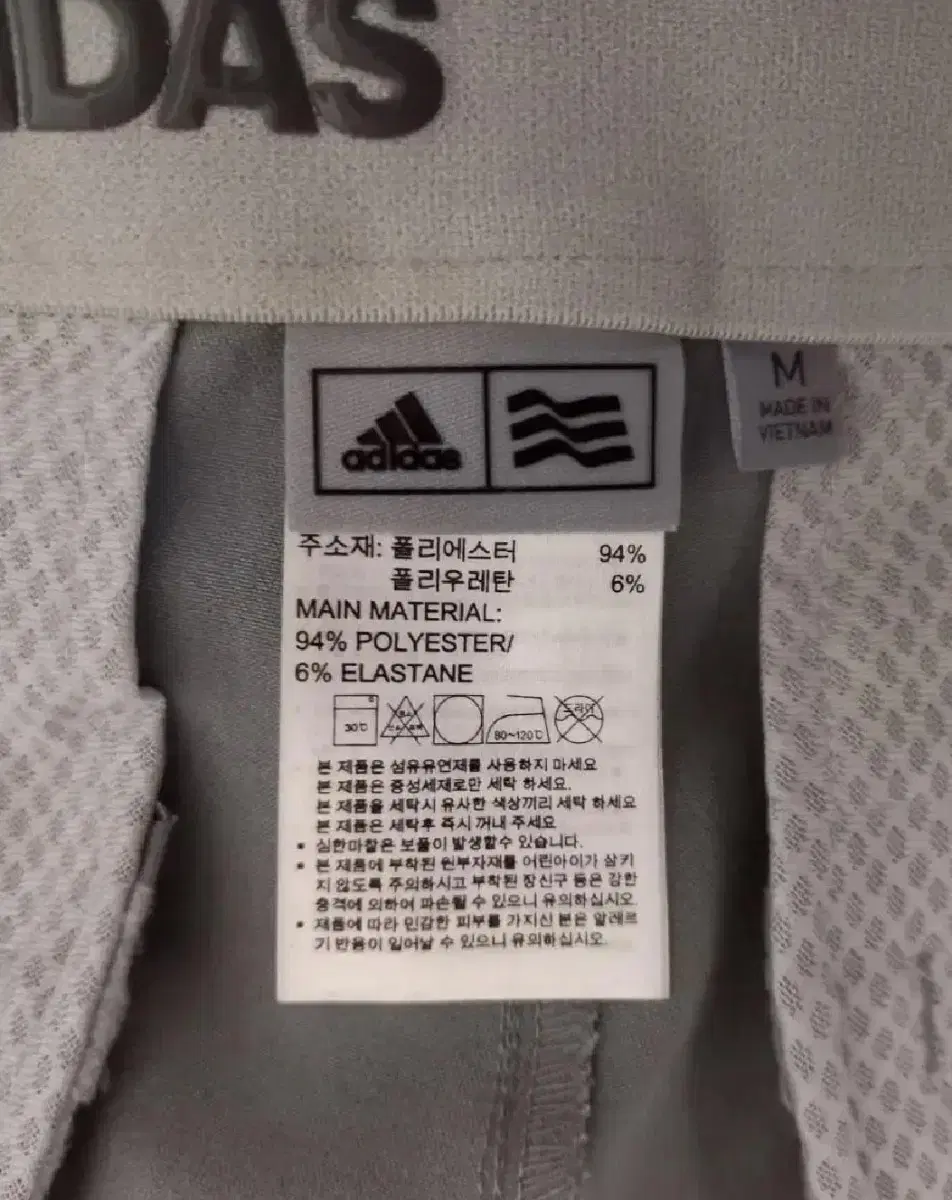 IDAS
adidas
M
MADE IN
VIETNAM
주소재: 폴리에스터 94%
폴리우레탄 6%
MAIN MATERIAL:
94% POLYESTER/
6% ELASTANE
30℃
80~120℃
드라이
본 제품은 섬유유연제를 사용하지 마세요
본 제품은 중성세제로만 세탁 하세요.
본 제품을 세탁시 유사한 색상끼리 세탁 하세요
본 제품은 세탁후 즉시 꺼내 주세요
• 심한마찰은 보풀이 발생할수 있습니다.
• 본 제품에 부착된 원부자재를 어린아이가 삼키
지 않도록 주의하시고 부착된 장신구 등은 강한
충격에 의하여 파손될 수 있으니 유의하십시오.
• 제품에 따라 민감한 피부를 가지신 분은 알레르
기 반응이 일어날 수 있으니 유의하십시오.